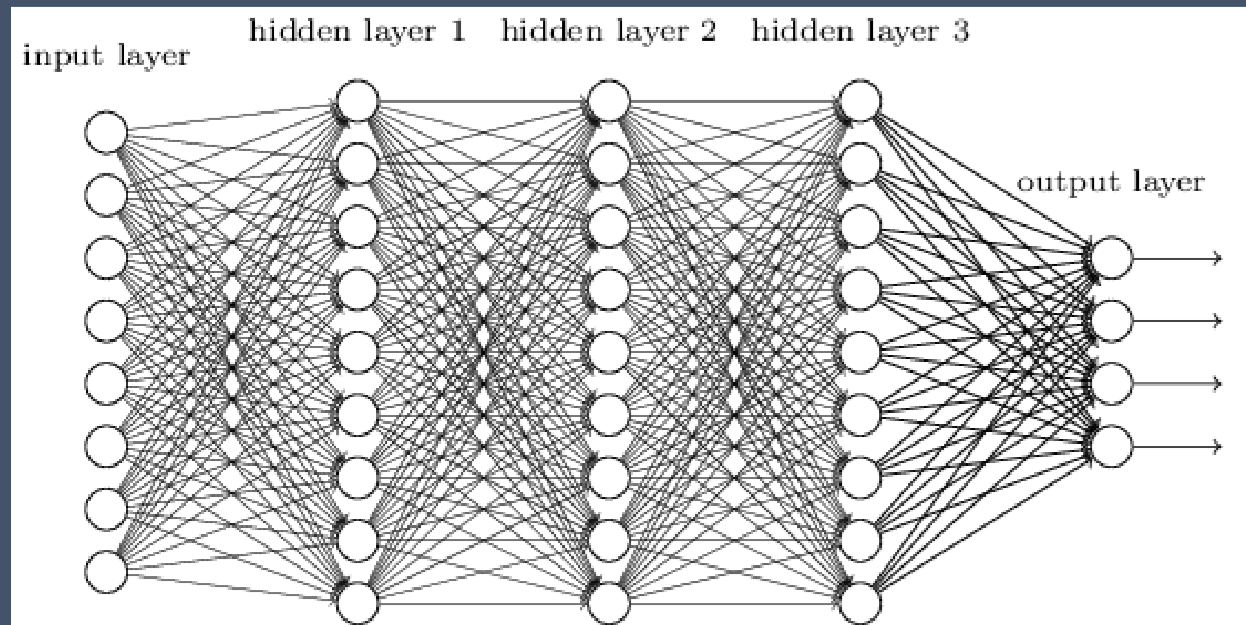 input layer
hidden layer 1
hidden layer 2
hidden layer 3
output layer